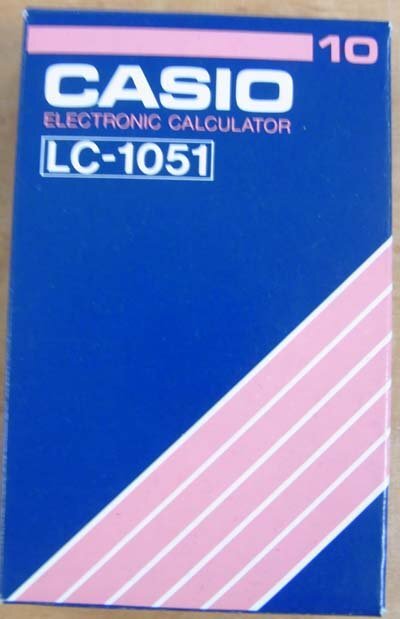 10
CASIO
ELECTRONIC CALCULATOR
LC-1051